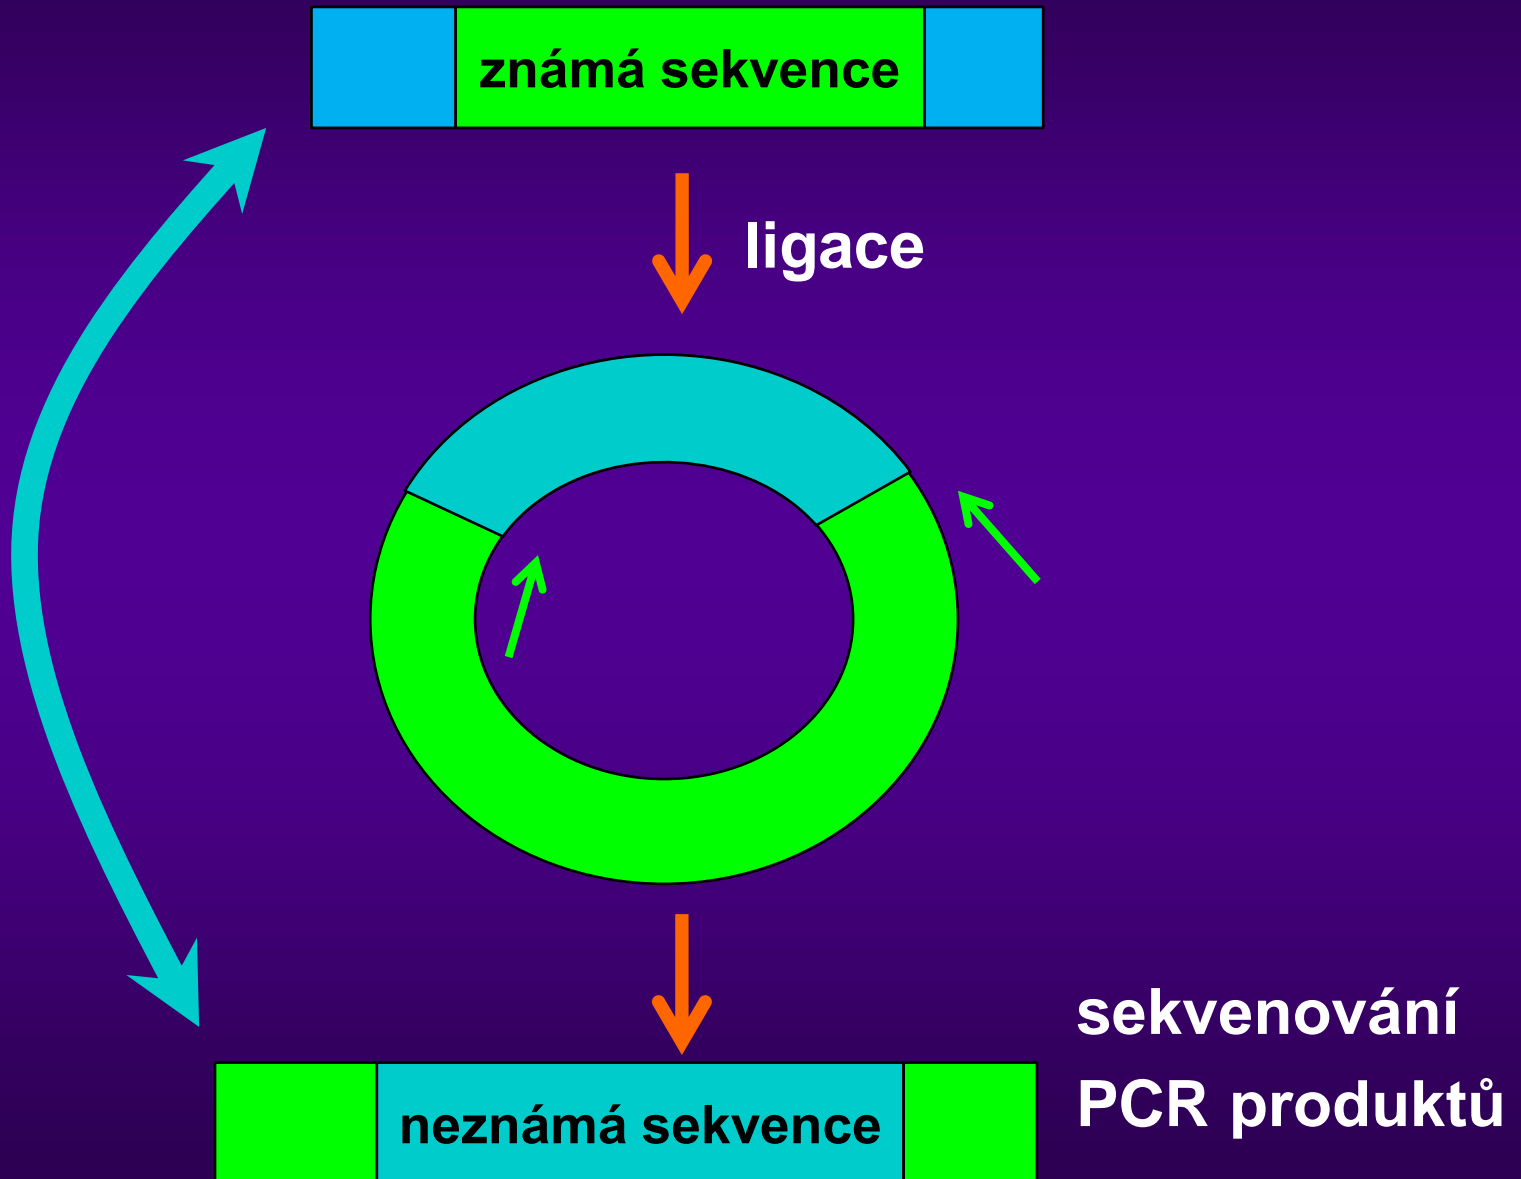 známá sekvence
ligace
sekvenování
PCR produktů
neznámá sekvence